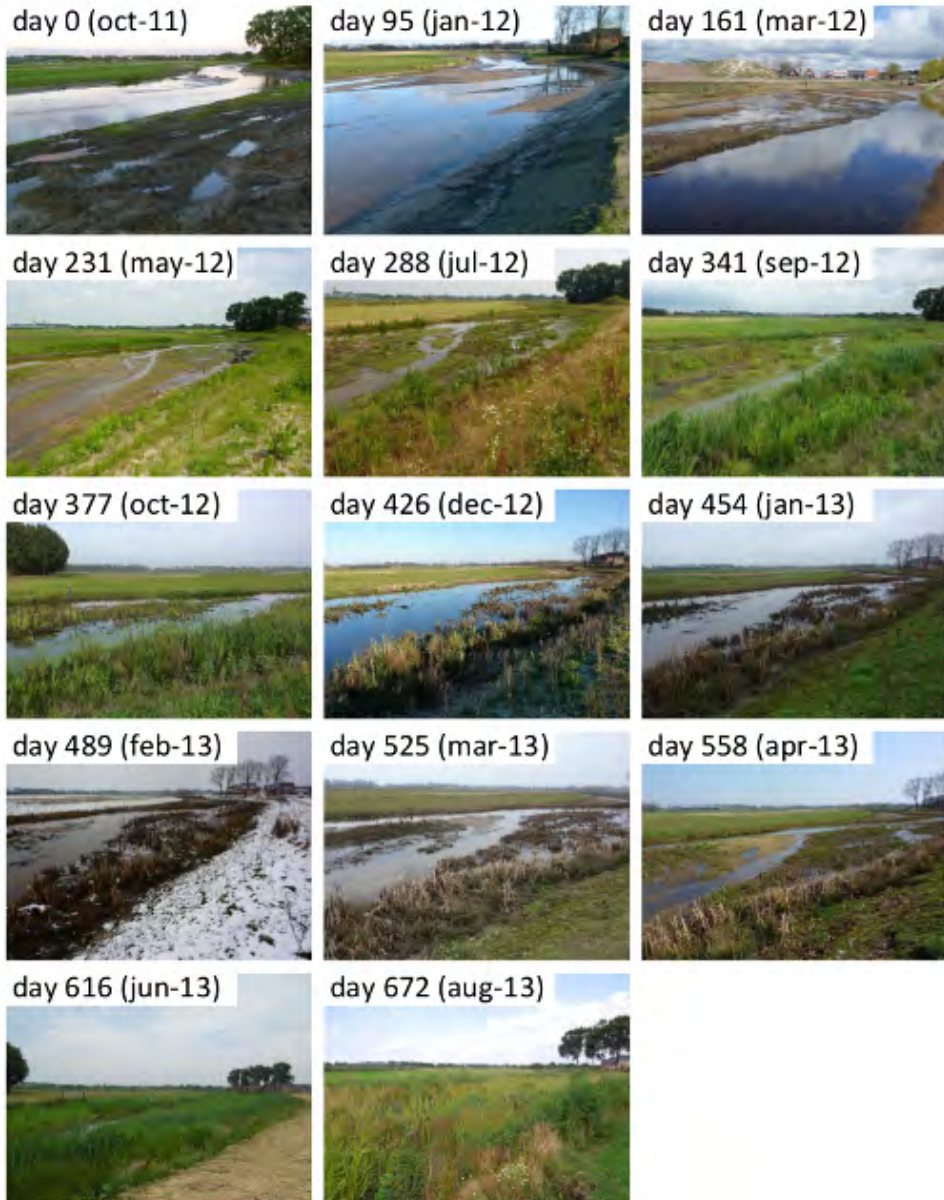 day 0 (oct-11)
day 95 (jan-12)
day 161 (mar-12)
day 231 (may-12)
day 288 (jul-12)
day 341 (sep-12)
day 377 (oct-12)
day 426 (dec-12)
day 454 (jan-13)
day 489 (feb-13)
day 525 (mar-13)
day 558 (apr-13)
day 616 (jun-13)
day 672 (aug-13)